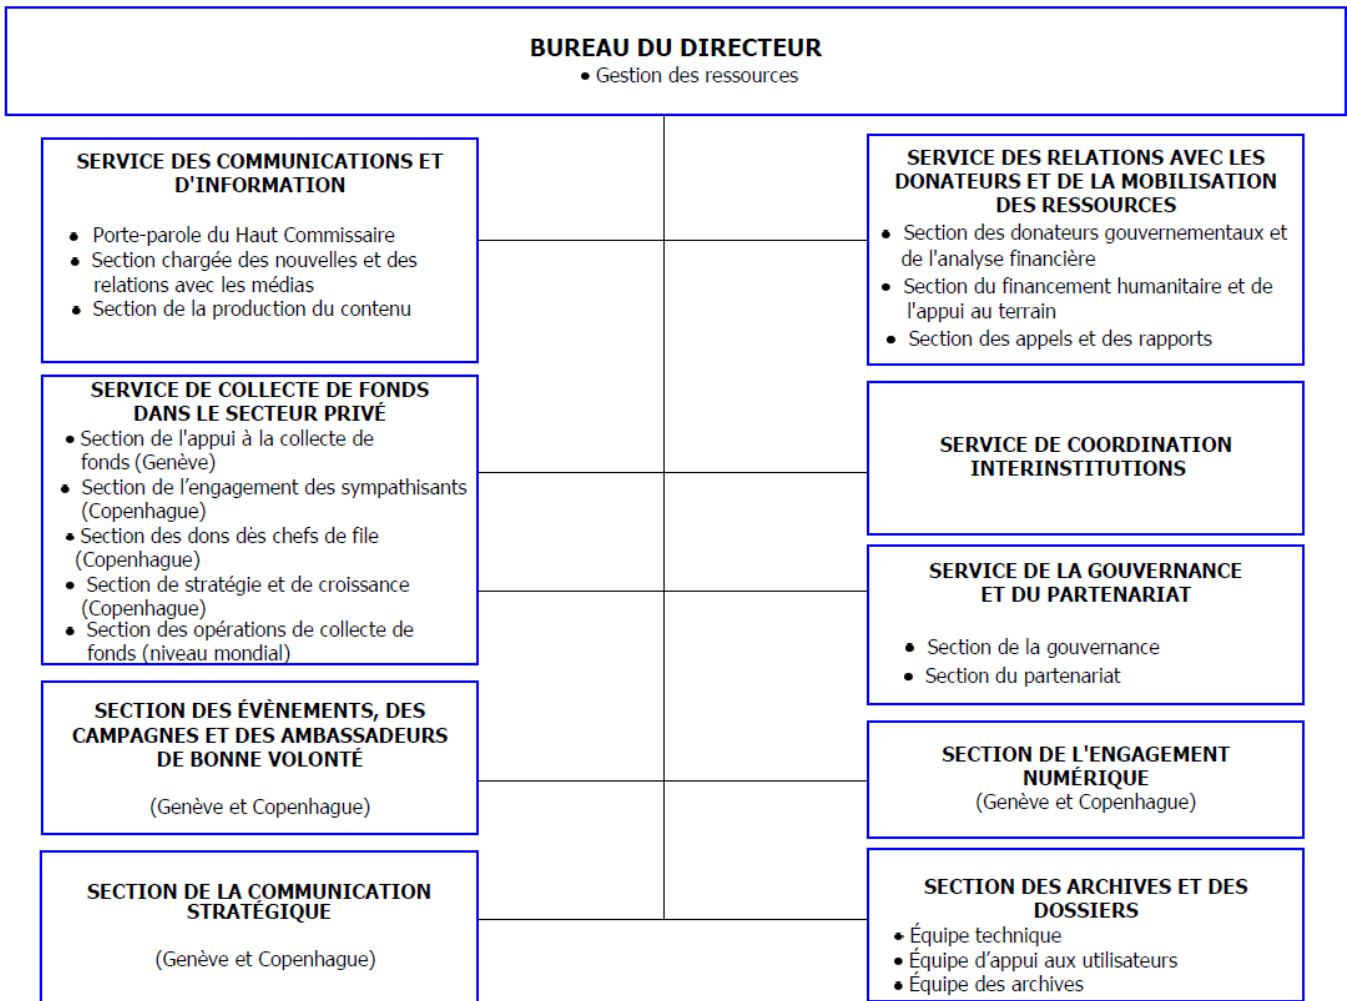 BUREAU DU DIRECTEUR
• Gestion des ressources
SERVICE DES COMMUNICATIONS ET
D'INFORMATION
• Porte-parole du Haut Commissaire
• Section chargée des nouvelles et des
relations avec les médias
• Section de la production du contenu
SERVICE DE COLLECTE DE FONDS
DANS LE SECTEUR PRIVÉ
• Section de l'appui à la collecte de
fonds (Genève)
• Section de l’engagement des sympathisants
(Copenhague)
• Section des dons dès chefs de file
(Copenhague)
• Section de stratégie et de croissance
(Copenhague)
• Section des opérations de collecte de
fonds (niveau mondial)
SECTION DES ÉVÈNEMENTS, DES
CAMPAGNES ET DES AMBASSADEURS
DE BONNE VOLONTÉ
(Genève et Copenhague)
SECTION DE LA COMMUNICATION
STRATÉGIQUE
(Genève et Copenhague)
SERVICE DES RELATIONS AVEC LES
DONATEURS ET DE LA MOBILISATION
DES RESSOURCES
• Section des donateurs gouvernementaux et
de l'analyse financière
• Section du financement humanitaire et de
l'appui au terrain
• Section des appels et des rapports
SERVICE DE COORDINATION
INTERINSTITUTIONS
SERVICE DE LA GOUVERNANCE
ET DU PARTENARIAT
• Section de la gouvernance
• Section du partenariat
SECTION DE L'ENGAGEMENT
NUMÉRIQUE
(Genève et Copenhague)
SECTION DES ARCHIVES ET DES
DOSSIERS
• Équipe technique
• Équipe d’appui aux utilisateurs
• Équipe des archives